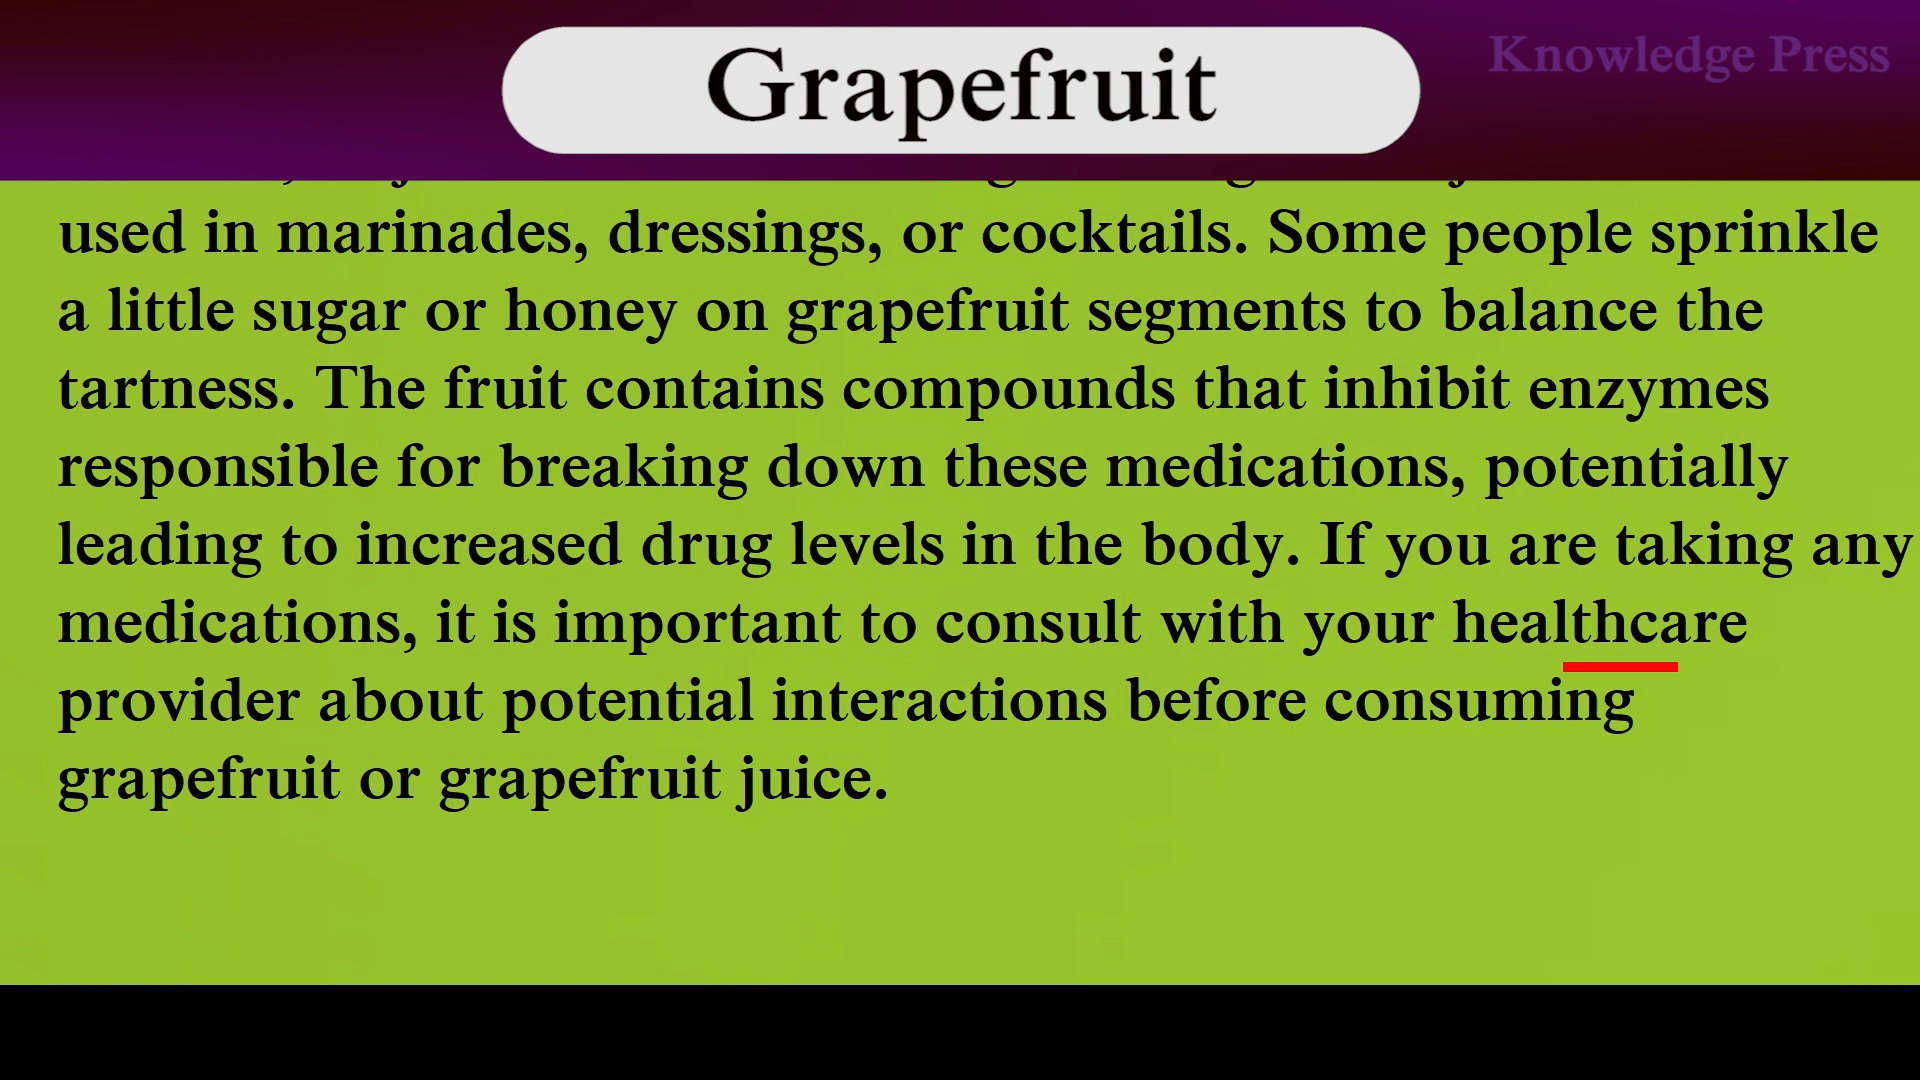 Grapefruit
Knowledge Press
used in marinades, dressings, or cocktails. Some people sprinkle
a little sugar or honey on grapefruit segments to balance the
tartness. The fruit contains compounds that inhibit enzymes
responsible for breaking down these medications, potentially
leading to increased drug levels in the body. If you are taking any
medications, it is important to consult with your healthcare
provider about potential interactions before consuming
grapefruit or grapefruit juice.